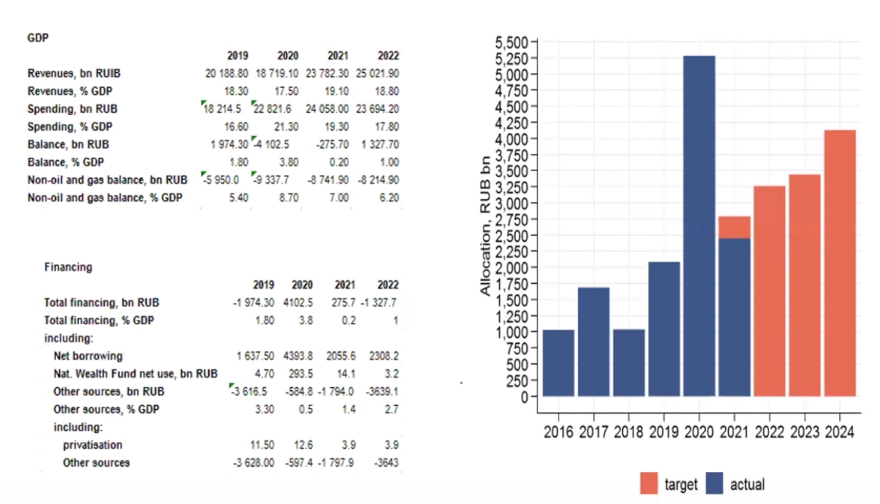 GDP
2019 2020 2021 2022
Revenues, bn RUIB 20 188.80 18 719.10 23 782.30 25 021.90
Revenues, % GDP 18.30 17.50 19.10 18.80
Spending, bn RUB 18 214.5 22 821.6 24 058.00 23 694.20
Spending, % GDP 16.60 21.30 19.30 17.80
Balance, bn RUB 1 974.30 -4 102.5 -275.70 1 327.70
Balance, % GDP 1.80 3.80 0.20 1.00
Non-oil and gas balance, bn RUB -5 950.0 -9 337.7 -8 741.90 -8 214.90
Non-oil and gas balance, % GDP 5.40 8.70 7.00 6.20
Financing
2019 2020 2021 2022
Total financing, bn RUB -1 974.30 4102.5 275.7 -1 327.7
Total financing, % GDP 1.80 3.8 0.2 1
including:
Net borrowing 1 637.50 4393.8 2055.6 2308.2
Nat. Wealth Fund net use, bn RUB 4.70 293.5 14.1 3.2
Other sources, bn RUB -3 616.5 -584.8 -1 794.0 -3639.1
Other sources, % GDP 3.30 0.5 1.4 2.7
including:
privatisation 11.50 12.6 3.9 3.9
Other sources -3 628.00 -597.4 -1 797.9 -3643
Allocation, RUB bn
5,500
5,250
5,000
4,750
4,500
4,250
4,000
3,750
3,500
3,250
3,000
2,750
2,500
2,250
2,000
1,750
1,500
1,250
1,000
750
500
250
0
2016 2017 2018 2019 2020 2021 2022 2023 2024
target actual